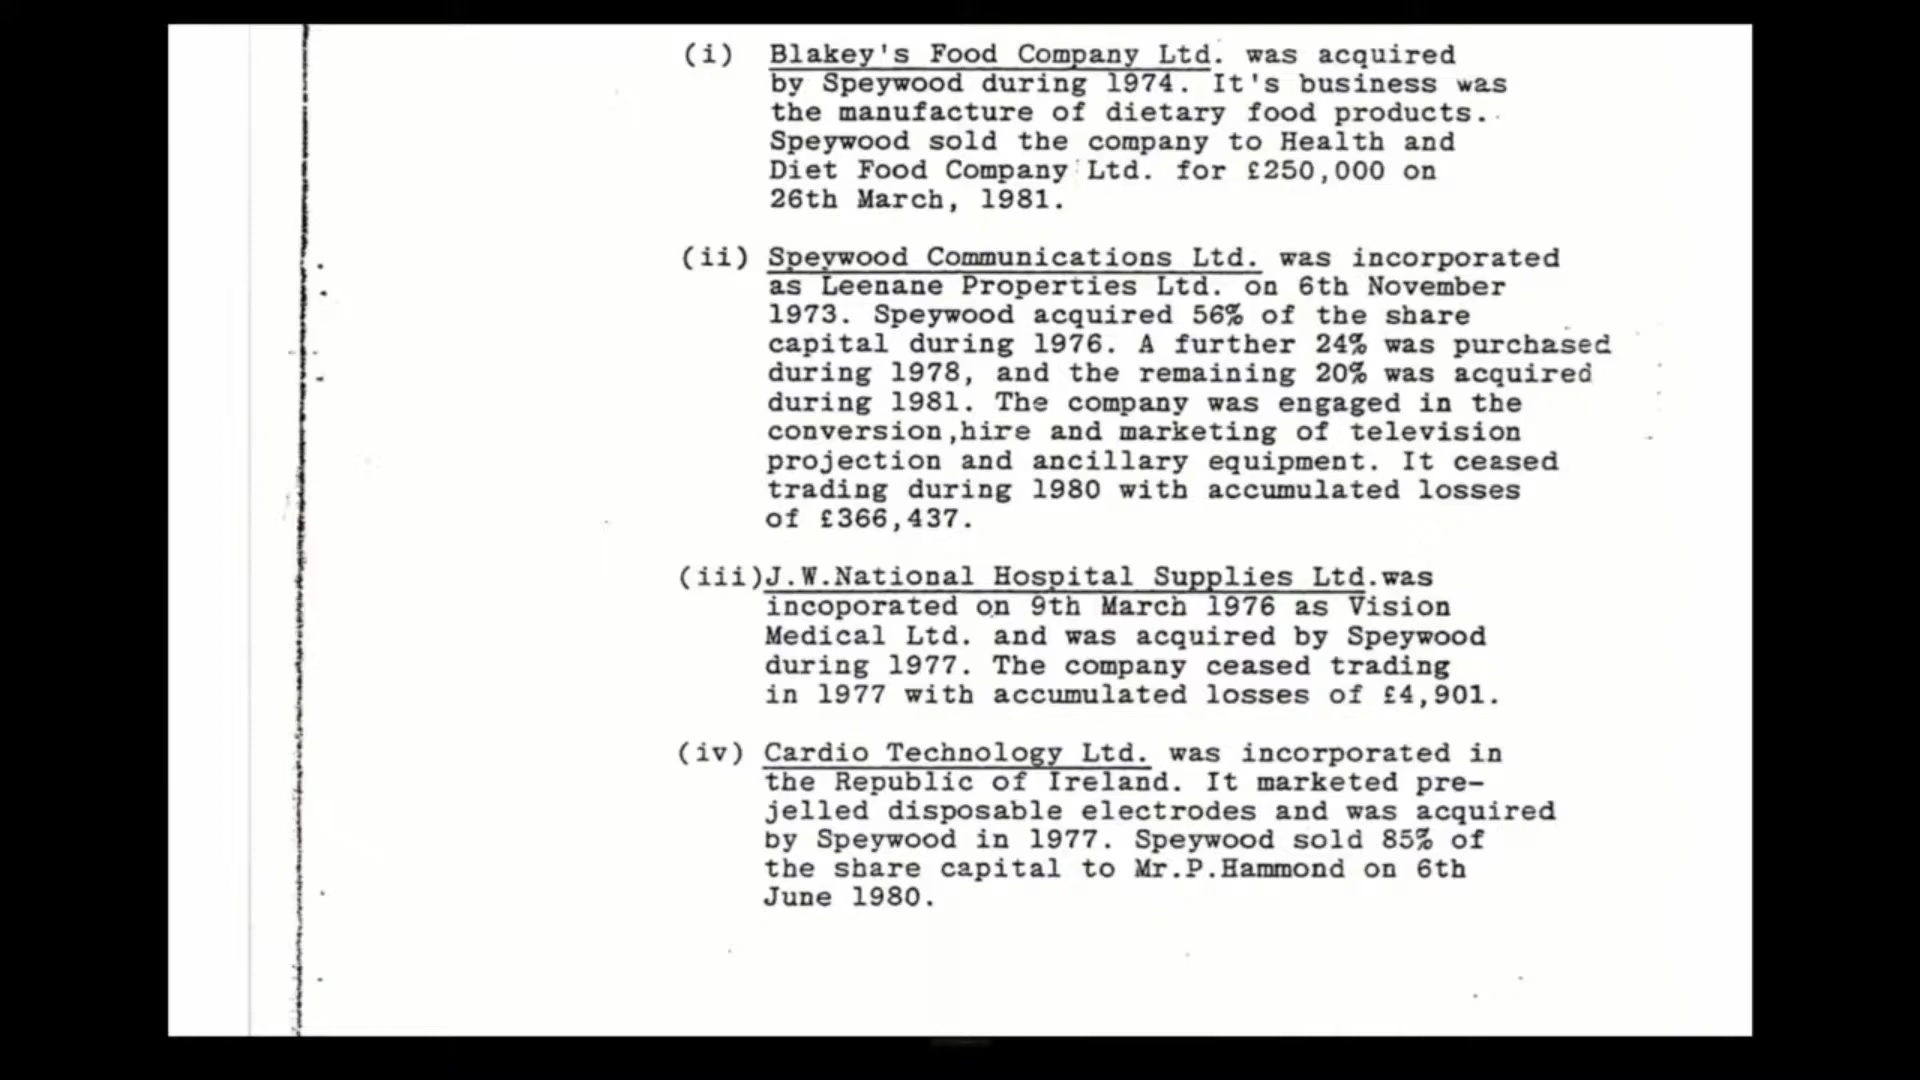 (i) Blakey's Food Company Ltd. was acquired
by Speywood during 1974. It's business was
the manufacture of dietary food products.
Speywood sold the company to Health and
Diet Food Company Ltd. for £250,000 on
26th March, 1981.
(ii) Speywood Communications Ltd. was incorporated
as Leenane Properties Ltd. on 6th November
1973. Speywood acquired 56% of the share
capital during 1976. A further 24% was purchased
during 1978, and the remaining 20% was acquired
during 1981. The company was engaged in the
conversion,hire and marketing of television
projection and ancillary equipment. It ceased
trading during 1980 with accumulated losses
of £366,437.
(iii)J.W.National Hospital Supplies Ltd.was
incoporated on 9th March 1976 as Vision
Medical Ltd. and was acquired by Speywood
during 1977. The company ceased trading
in 1977 with accumulated losses of £4,901.
(iv) Cardio Technology Ltd. was incorporated in
the Republic of Ireland. It marketed pre-
jelled disposable electrodes and was acquired
by Speywood in 1977. Speywood sold 85% of
the share capital to Mr.P.Hammond on 6th
June 1980.